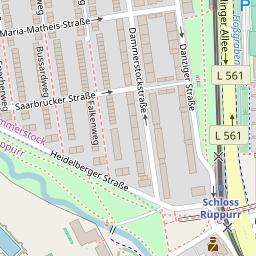 Maria-Matheis-Straße
Dammerstockstraße
Danziger Straße
Bussardweg
Falkenweg
Saarbrücker Straße
L 561
L 561
Heidelberger Straße
Schloss
Rüppurr